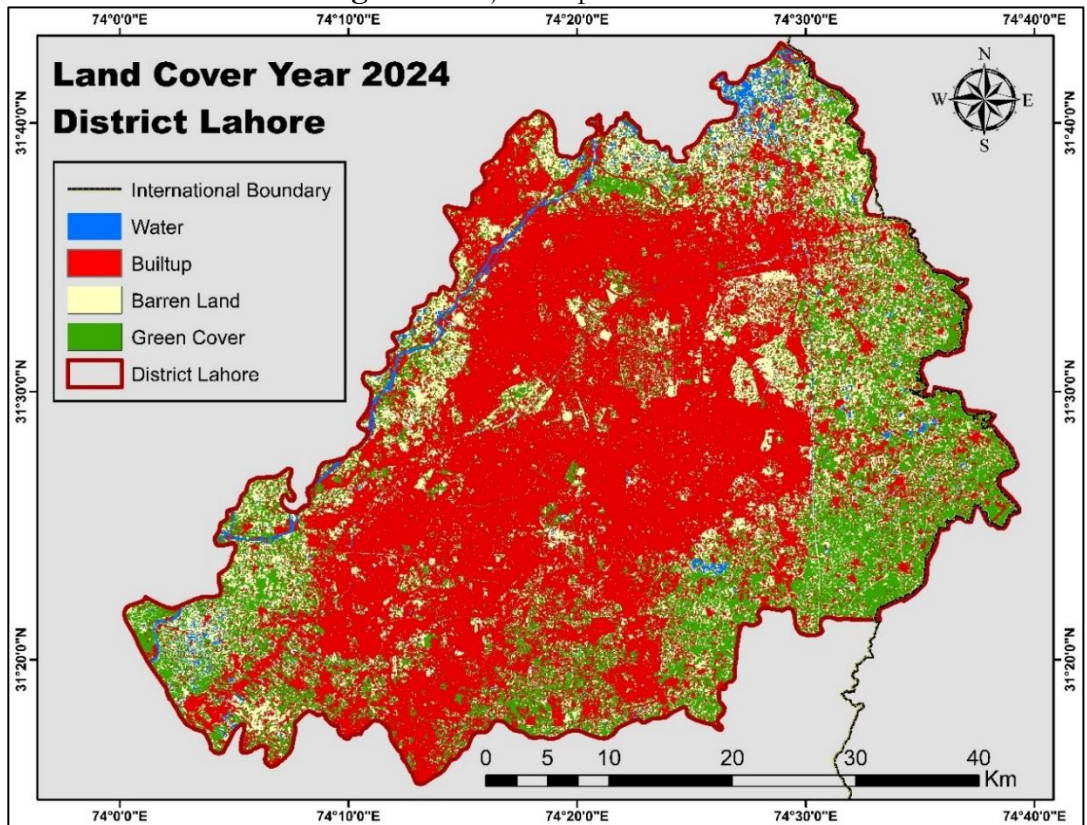 74°0'0"E 74°10'0"E 74°20'0"E 74°30'0"E 74°40'0"E
Land Cover Year 2024
District Lahore
International Boundary
Water
Builtup
Barren Land
Green Cover
District Lahore
N
W E
S
31°40'0"N 31°40'0"N
31°30'0"N 31°30'0"N
31°20'0"N 31°20'0"N
0 5 10 20 30 40
Km
74°0'0"E 74°10'0"E 74°20'0"E 74°30'0"E 74°40'0"E